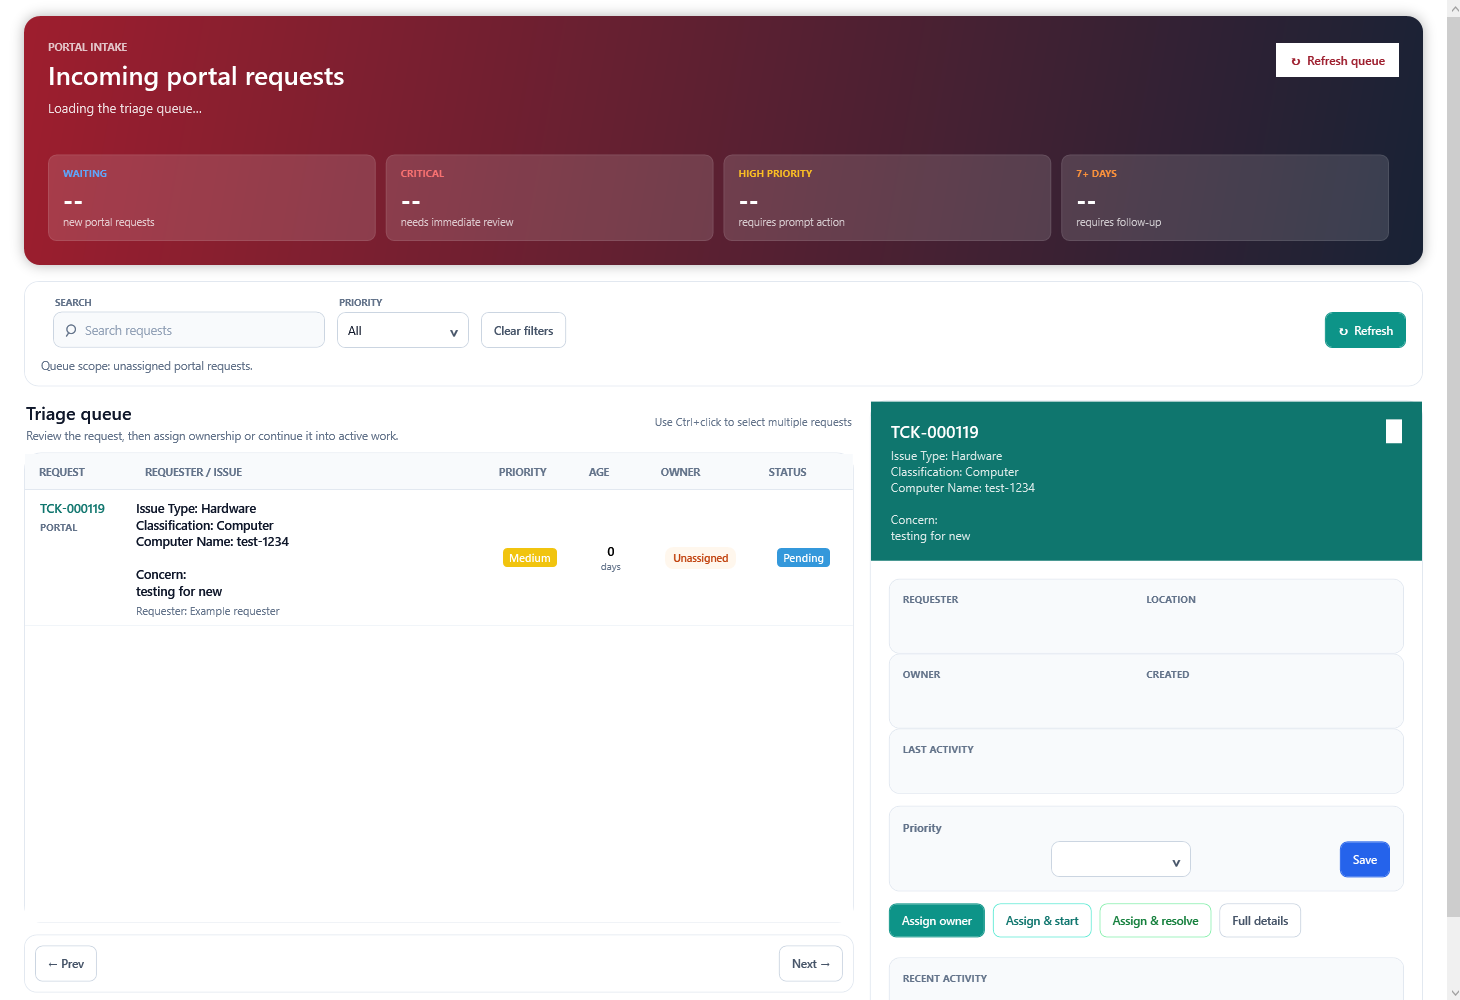 PORTAL INTAKE
Incoming portal requests
Loading the triage queue...
↻ Refresh queue
WAITING
--
new portal requests
CRITICAL
--
needs immediate review
HIGH PRIORITY
--
requires prompt action
7+ DAYS
--
requires follow-up
SEARCH
Search requests
PRIORITY
All
Clear filters
↻ Refresh
Queue scope: unassigned portal requests.
Triage queue
Review the request, then assign ownership or continue it into active work.
Use Ctrl+click to select multiple requests
REQUEST REQUESTER / ISSUE PRIORITY AGE OWNER STATUS
TCK-000119
PORTAL
Issue Type: Hardware
Classification: Computer
Computer Name: test-1234
Concern:
testing for new
Requester: Example requester
Medium
0
days
Unassigned
Pending
← Prev
Next →
TCK-000119
Issue Type: Hardware
Classification: Computer
Computer Name: test-1234
Concern:
testing for new
REQUESTER LOCATION
OWNER CREATED
LAST ACTIVITY
Priority
Save
Assign owner
Assign & start
Assign & resolve
Full details
RECENT ACTIVITY